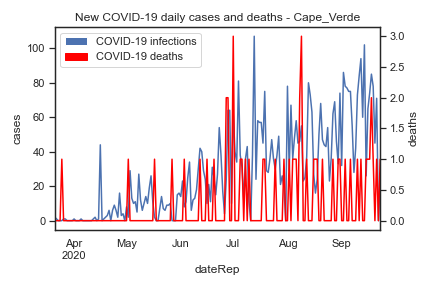 New COVID-19 daily cases and deaths - Cape_Verde
COVID-19 infections
COVID-19 deaths
100
80
60
40
20
0
cases
3.0
2.5
2.0
1.5
1.0
0.5
0.0
deaths
Apr
2020
May
Jun
Jul
Aug
Sep
dateRep